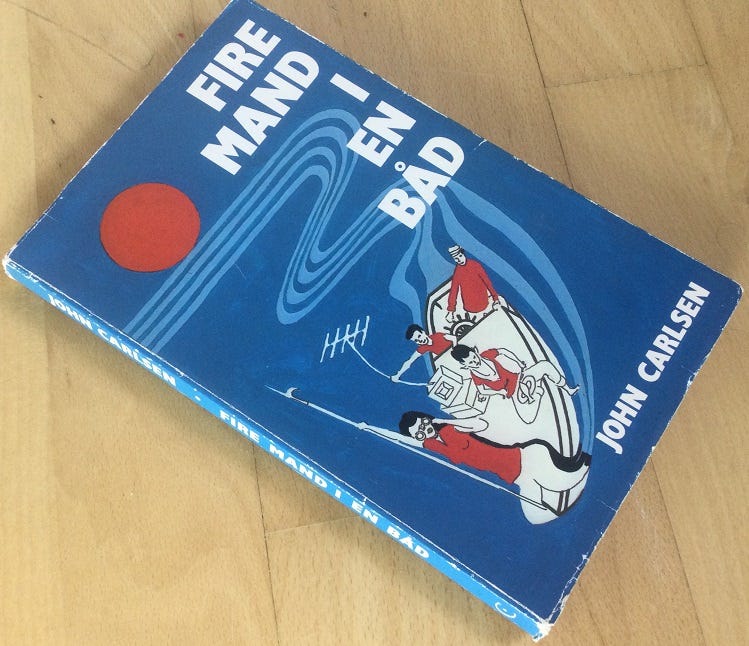 FIRE
MAND
I
EN
BÅD
JOHN CARLSEN
JOHN CARLSEN · FIRE MAND I EN BÅD